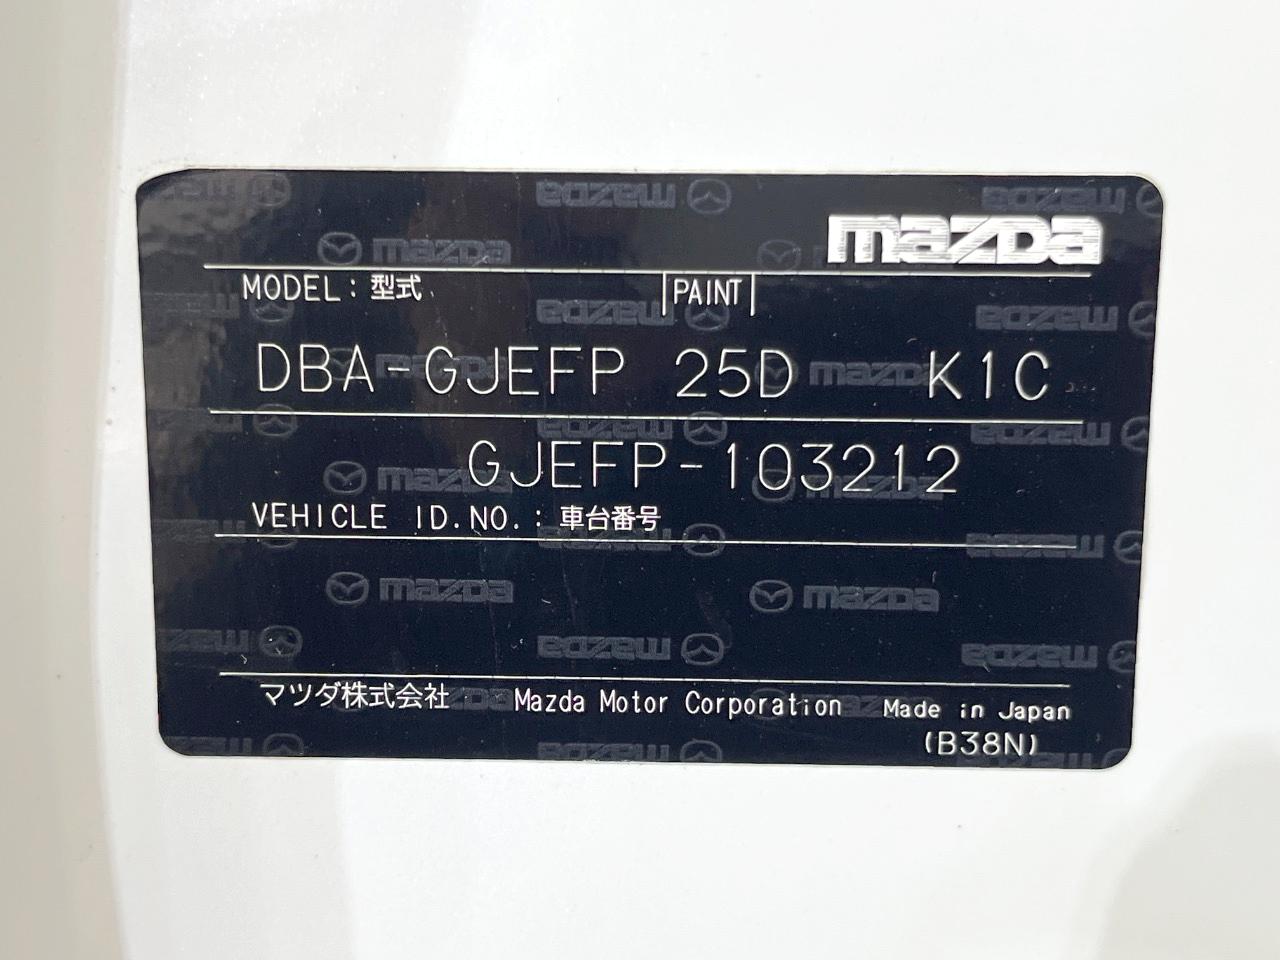 mazda
MODEL : 型式 PAINT
DBA-GJEFP 25D K1C
GJEFP-103212
VEHICLE ID.NO. : 車台番号
マツダ株式会社 Mazda Motor Corporation Made in Japan
(B38N)